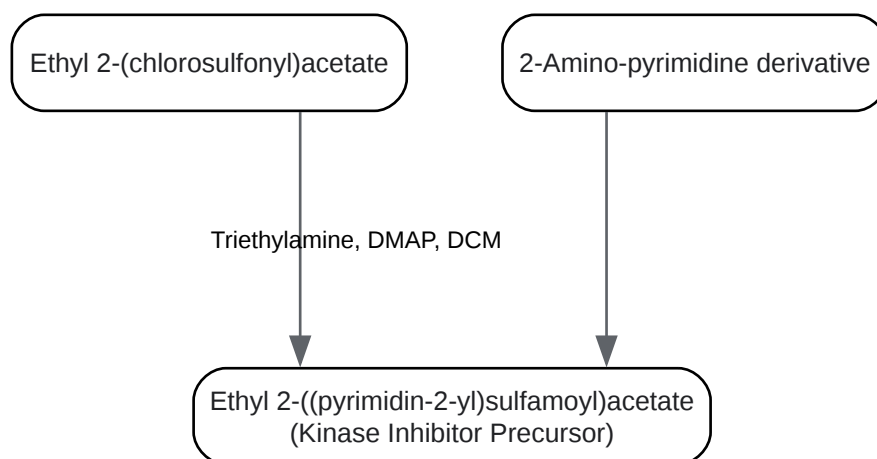 Ethyl 2-(chlorosulfonyl)acetate
2-Amino-pyrimidine derivative
Triethylamine, DMAP, DCM
Ethyl 2-((pyrimidin-2-yl)sulfamoyl)acetate
(Kinase Inhibitor Precursor)